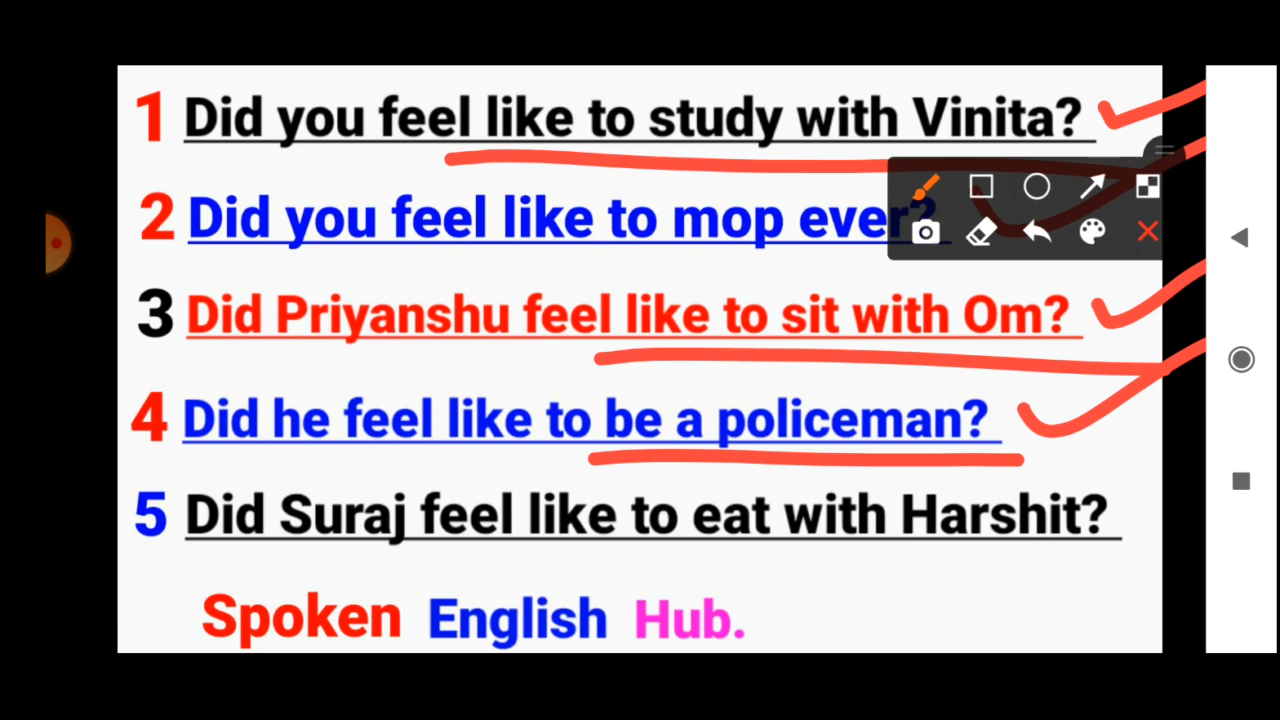 1 Did you feel like to study with Vinita?
2 Did you feel like to mop ever?
3 Did Priyanshu feel like to sit with Om?
4 Did he feel like to be a policeman?
5 Did Suraj feel like to eat with Harshit?
Spoken English Hub.